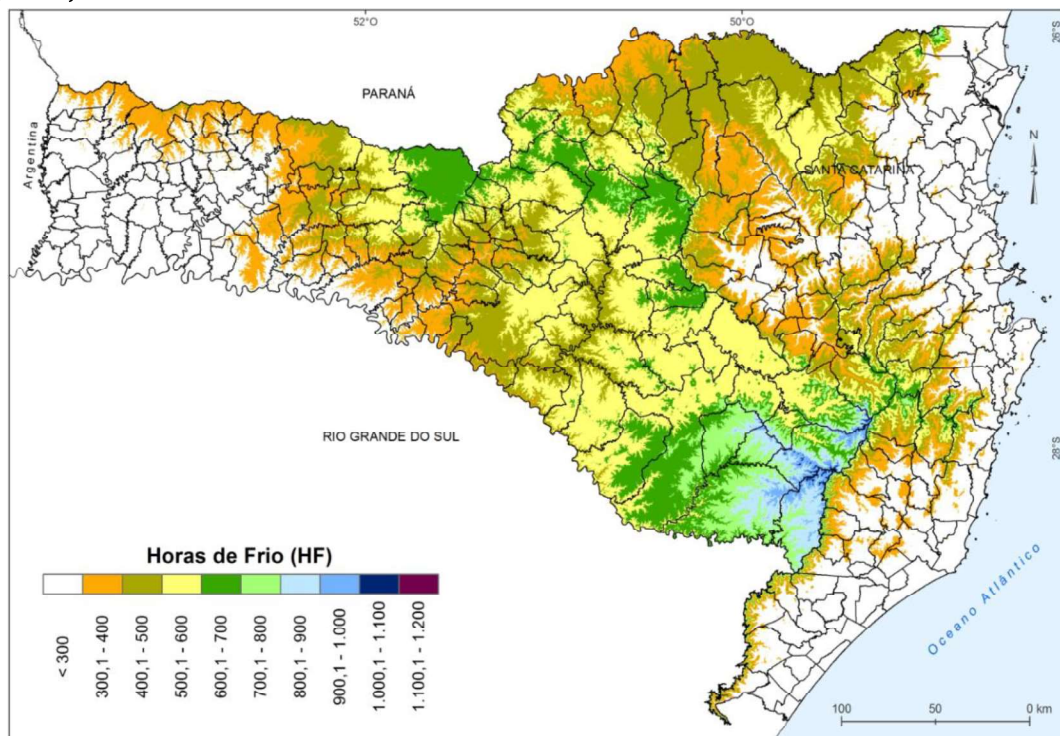 52°O
50°O
26°S
PARANÁ
Argentina
N
SANTA CATARINA
RIO GRANDE DO SUL
28°S
Horas de Frio (HF)
< 300
300,1 - 400
400,1 - 500
500,1 - 600
600,1 - 700
700,1 - 800
800,1 - 900
900,1 - 1.000
1.000,1 - 1.100
1.100,1 - 1.200
Oceano Atlântico
100 50 0 km